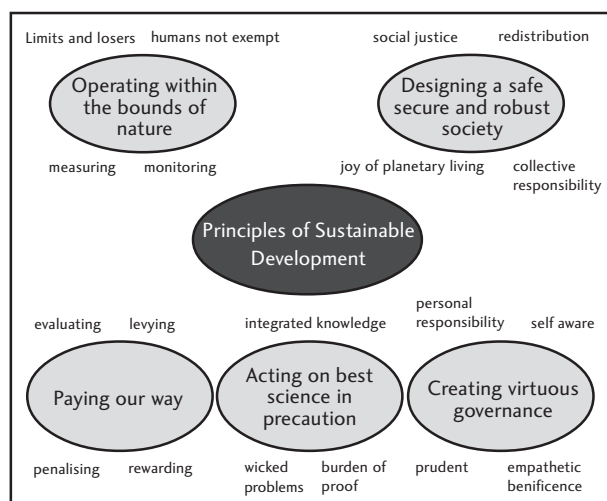 Limits and losers
humans not exempt
social justice
redistribution
Operating within
the bounds of
nature
Designing a safe
secure and robust
society
measuring
monitoring
joy of planetary living
collective
responsibility
Principles of Sustainable
Development
evaluating
levying
integrated knowledge
personal
responsibility
self aware
Paying our way
Acting on best
science in
precaution
Creating virtuous
governance
penalising
rewarding
wicked
problems
burden of
proof
prudent
empathetic
benificence